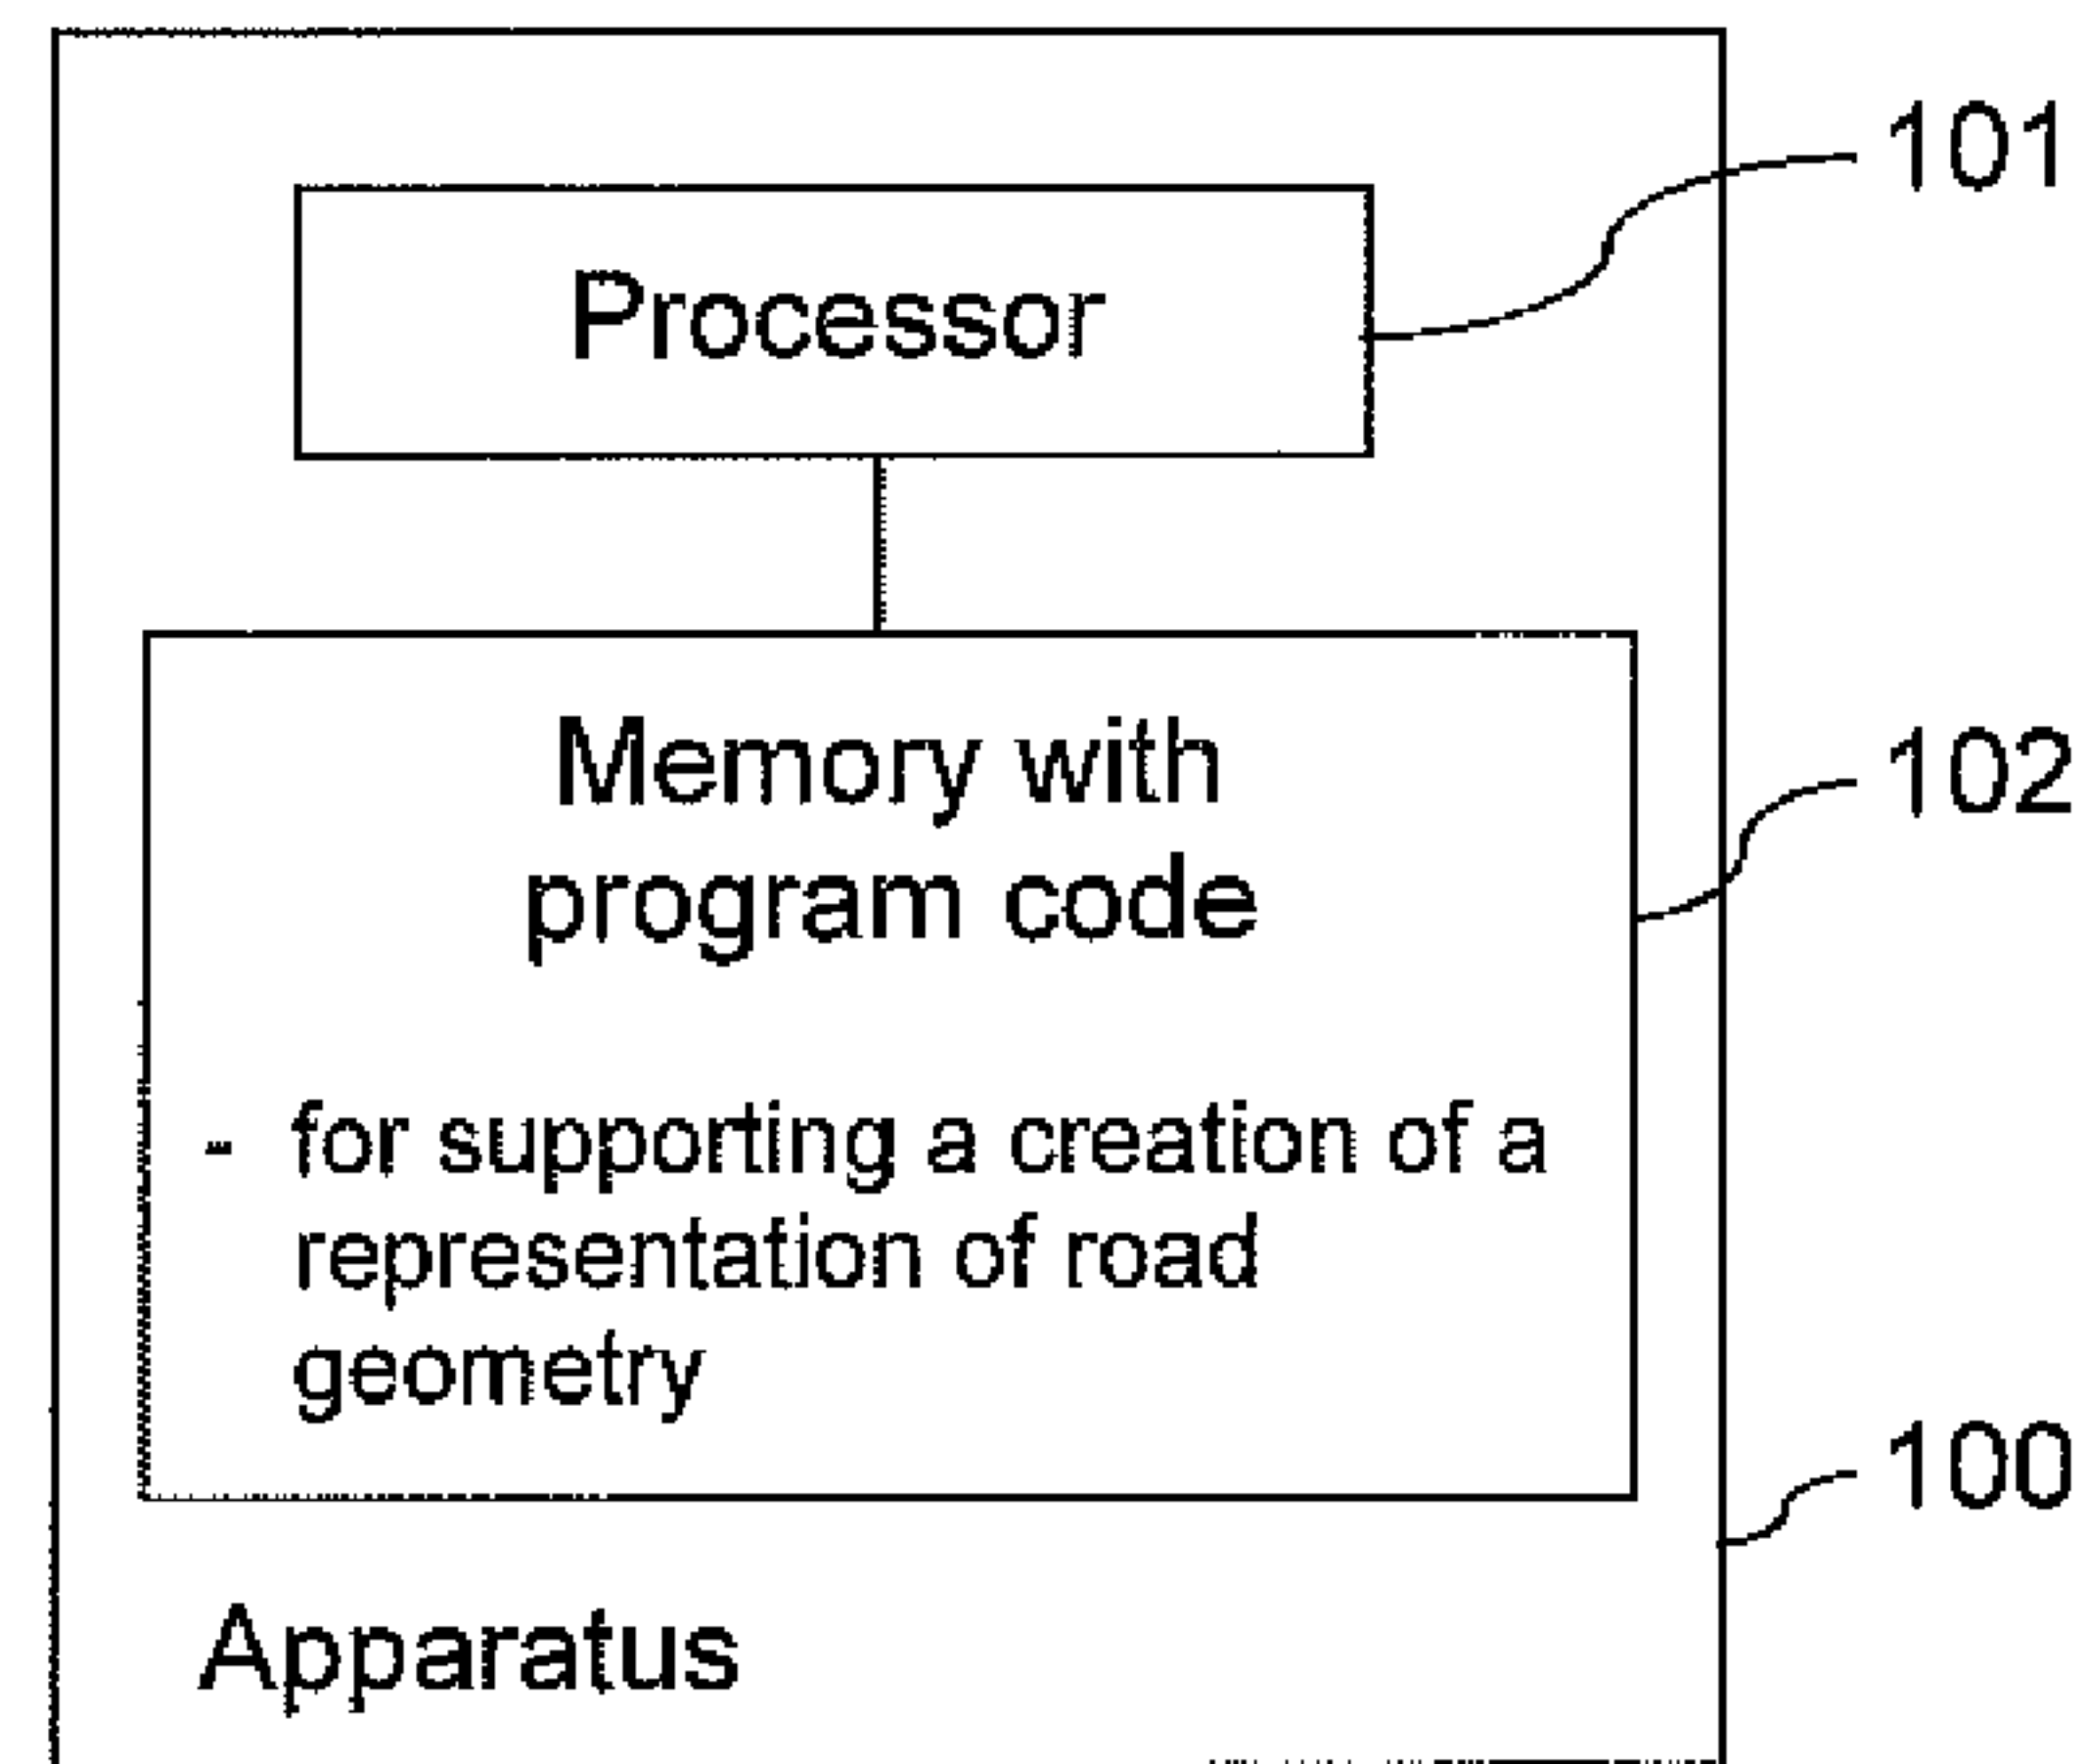 101
Processor
Memory with
program code
102
- for supporting a creation of a
representation of road
geometry
100
Apparatus